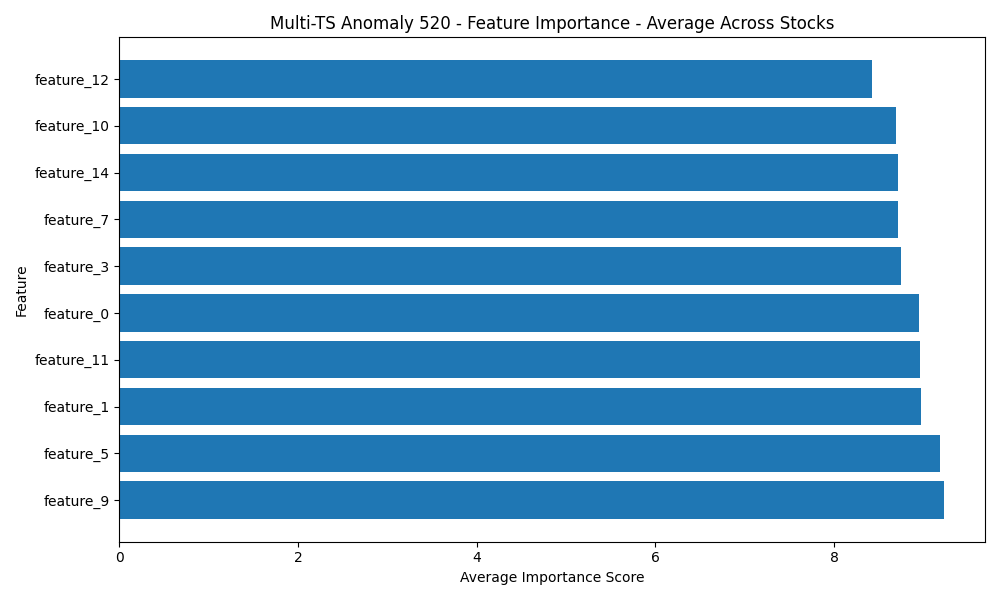 Multi-TS Anomaly 520 - Feature Importance - Average Across Stocks
feature_12
feature_10
feature_14
feature_7
feature_3
feature_0
feature_11
feature_1
feature_5
feature_9
Feature
0 2 4 6 8
Average Importance Score